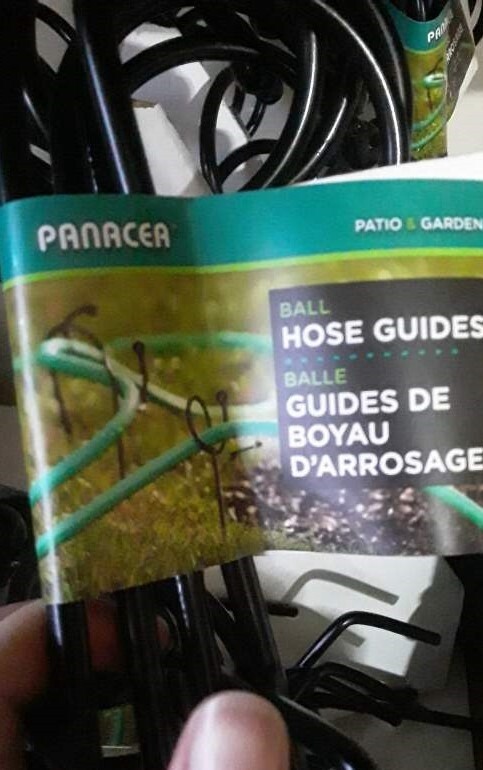 PANACEA
PATIO & GARDEN
BALL
HOSE GUIDES
BALLE
GUIDES DE
BOYAU
D'ARROSAGE